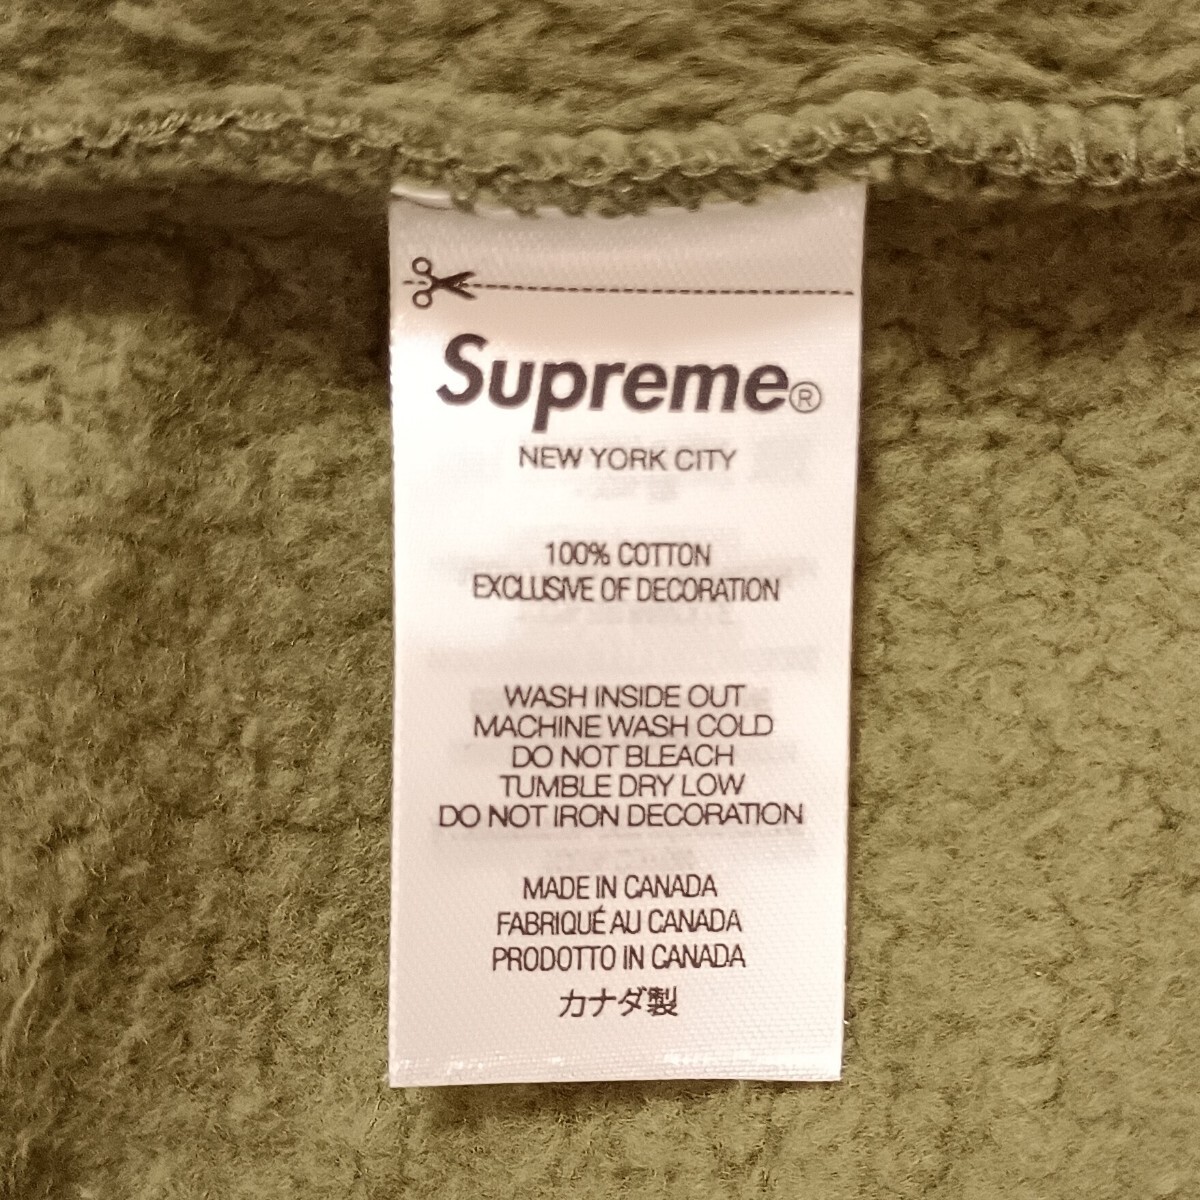 Supreme®
NEW YORK CITY
100% COTTON
EXCLUSIVE OF DECORATION
WASH INSIDE OUT
MACHINE WASH COLD
DO NOT BLEACH
TUMBLE DRY LOW
DO NOT IRON DECORATION
MADE IN CANADA
FABRIQUÉ AU CANADA
PRODOTTO IN CANADA
カナダ製